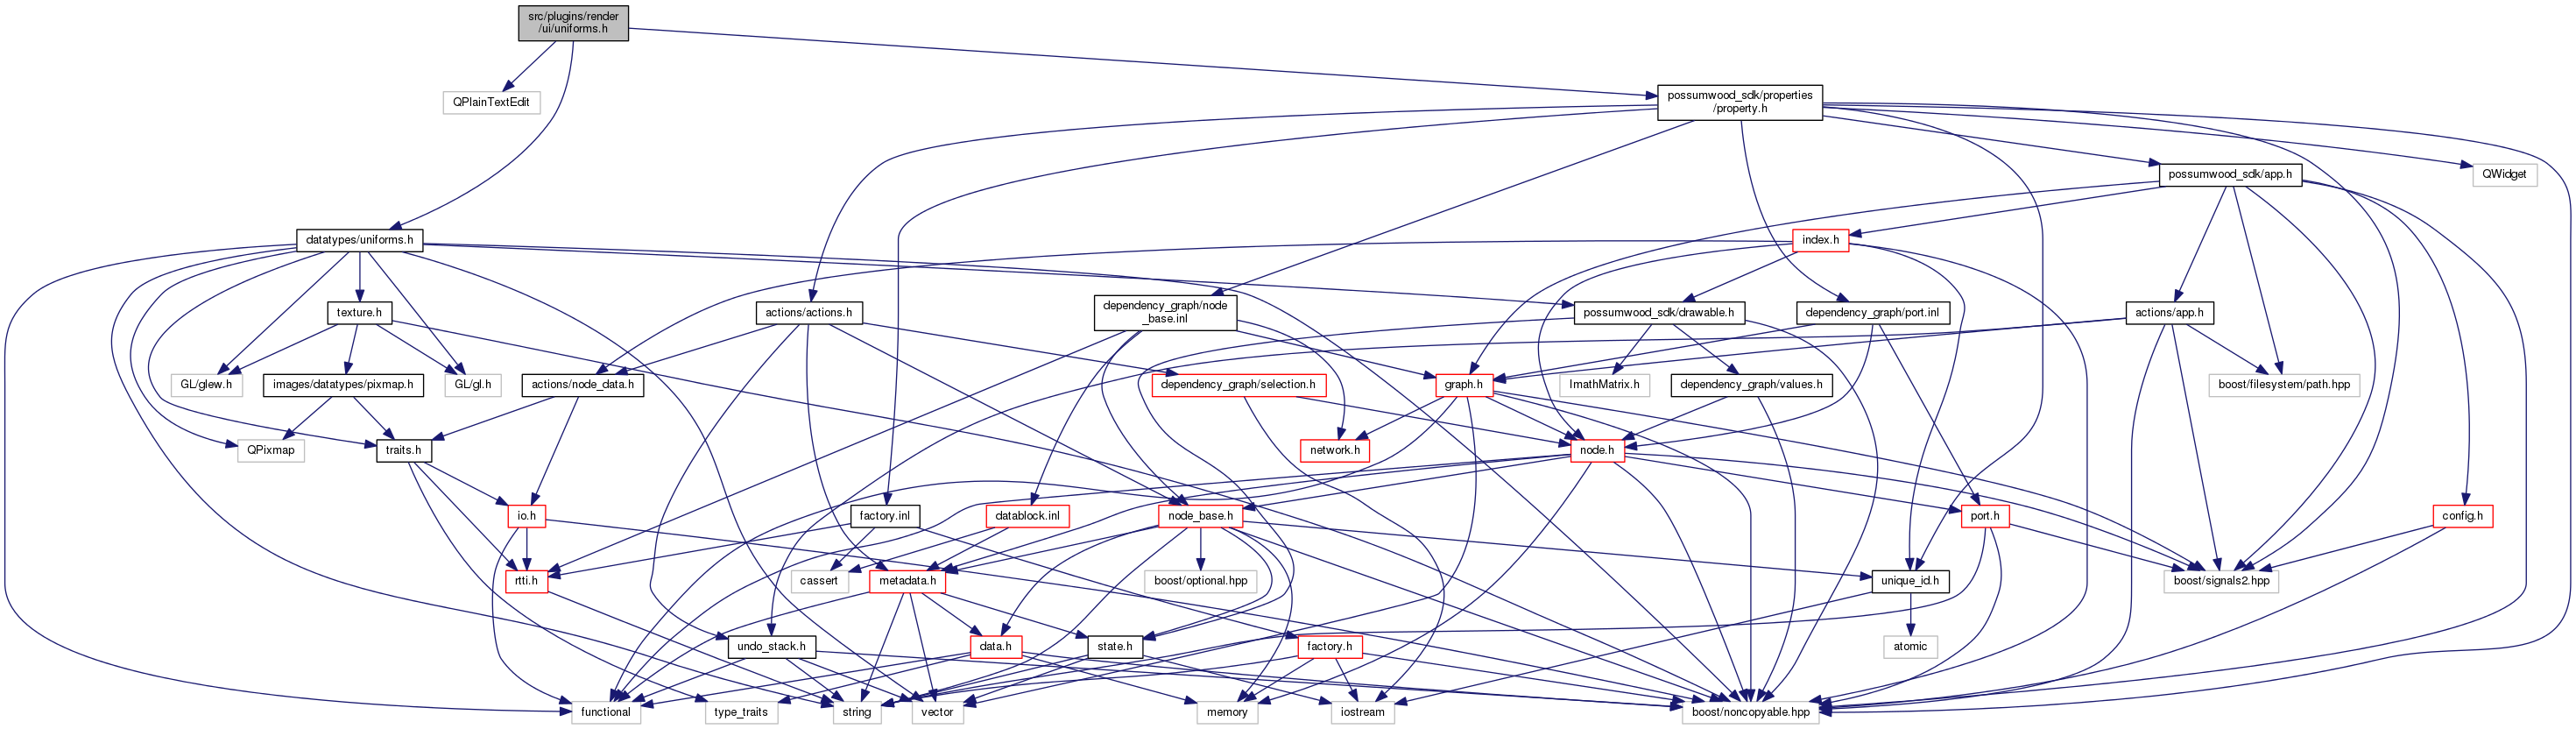 src/plugins/render
/ui/uniforms.h
QPlainTextEdit
possumwood_sdk/properties
/property.h
possumwood_sdk/app.h
QWidget
datatypes/uniforms.h
index.h
texture.h
actions/actions.h
dependency_graph/node
_base.inl
possumwood_sdk/drawable.h
dependency_graph/port.inl
actions/app.h
GL/glew.h
images/datatypes/pixmap.h
GL/gl.h
actions/node_data.h
dependency_graph/selection.h
graph.h
ImathMatrix.h
dependency_graph/values.h
boost/filesystem/path.hpp
QPixmap
traits.h
network.h
node.h
io.h
factory.inl
datablock.inl
node_base.h
port.h
config.h
rtti.h
cassert
metadata.h
boost/optional.hpp
unique_id.h
boost/signals2.hpp
undo_stack.h
data.h
state.h
factory.h
atomic
functional
type_traits
string
vector
memory
iostream
boost/noncopyable.hpp